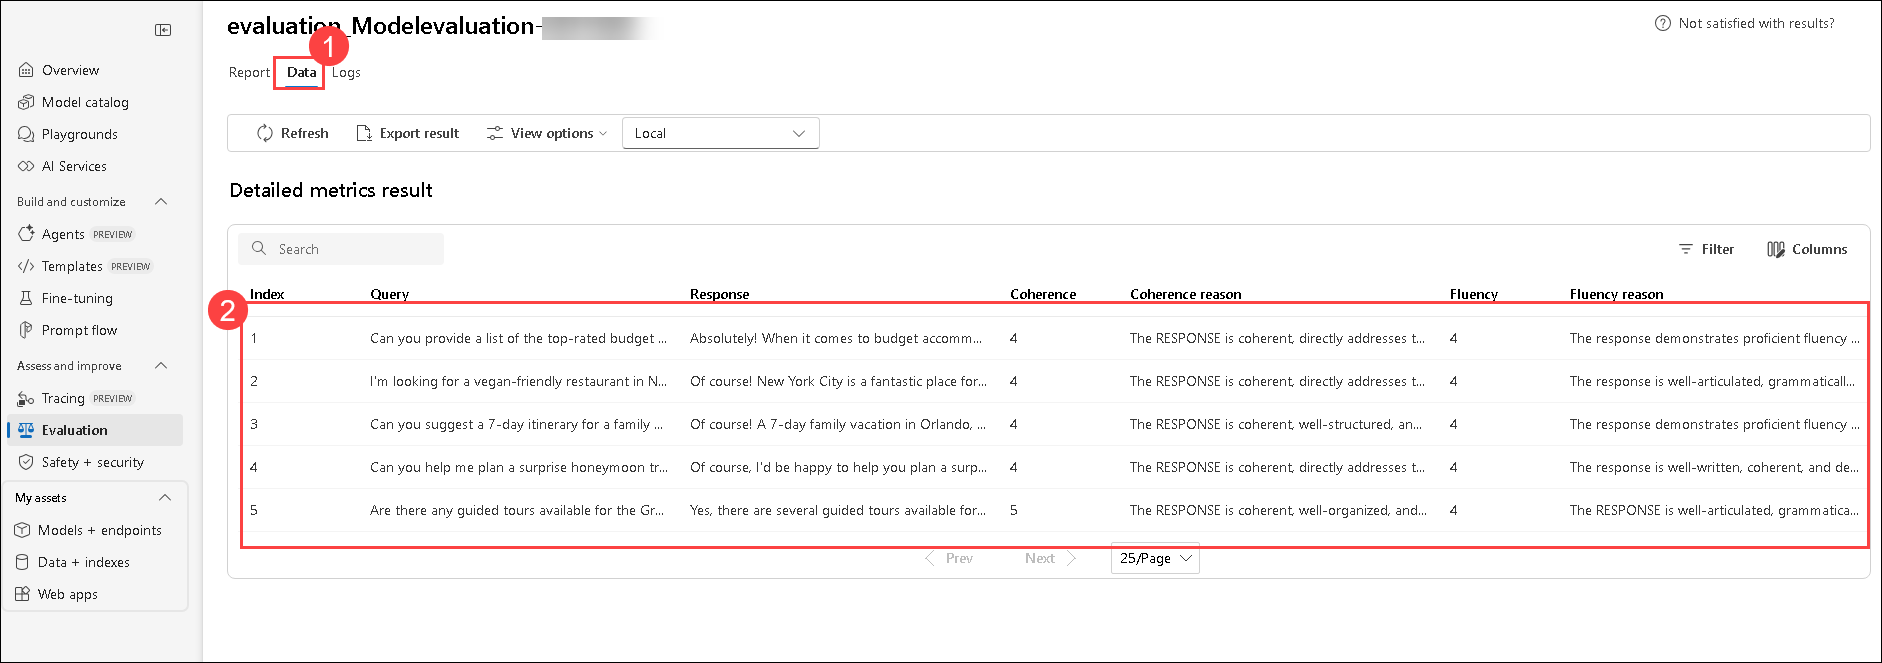 evaluation_Modelevaluation-
Not satisfied with results?
1
Report Data Logs
Overview
Model catalog
Playgrounds
AI Services
Build and customize
Agents PREVIEW
Templates PREVIEW
Fine-tuning
Prompt flow
Assess and improve
Tracing PREVIEW
Evaluation
Safety + security
My assets
Models + endpoints
Data + indexes
Web apps
Refresh Export result View options Local
Detailed metrics result
Search Filter Columns
2
Index Query Response Coherence Coherence reason Fluency Fluency reason
1 Can you provide a list of the top-rated budget ... Absolutely! When it comes to budget accomm... 4 The RESPONSE is coherent, directly addresses t... 4 The response demonstrates proficient fluency ...
2 I'm looking for a vegan-friendly restaurant in N... Of course! New York City is a fantastic place for... 4 The RESPONSE is coherent, directly addresses t... 4 The response is well-articulated, grammaticall...
3 Can you suggest a 7-day itinerary for a family ... Of course! A 7-day family vacation in Orlando, ... 4 The RESPONSE is coherent, well-structured, an... 4 The response demonstrates proficient fluency ...
4 Can you help me plan a surprise honeymoon tr... Of course, I'd be happy to help you plan a surp... 4 The RESPONSE is coherent, directly addresses t... 4 The response is well-written, coherent, and de...
5 Are there any guided tours available for the Gr... Yes, there are several guided tours available for... 5 The RESPONSE is coherent, well-organized, and... 4 The RESPONSE is well-articulated, grammatica...
Prev Next 25/Page